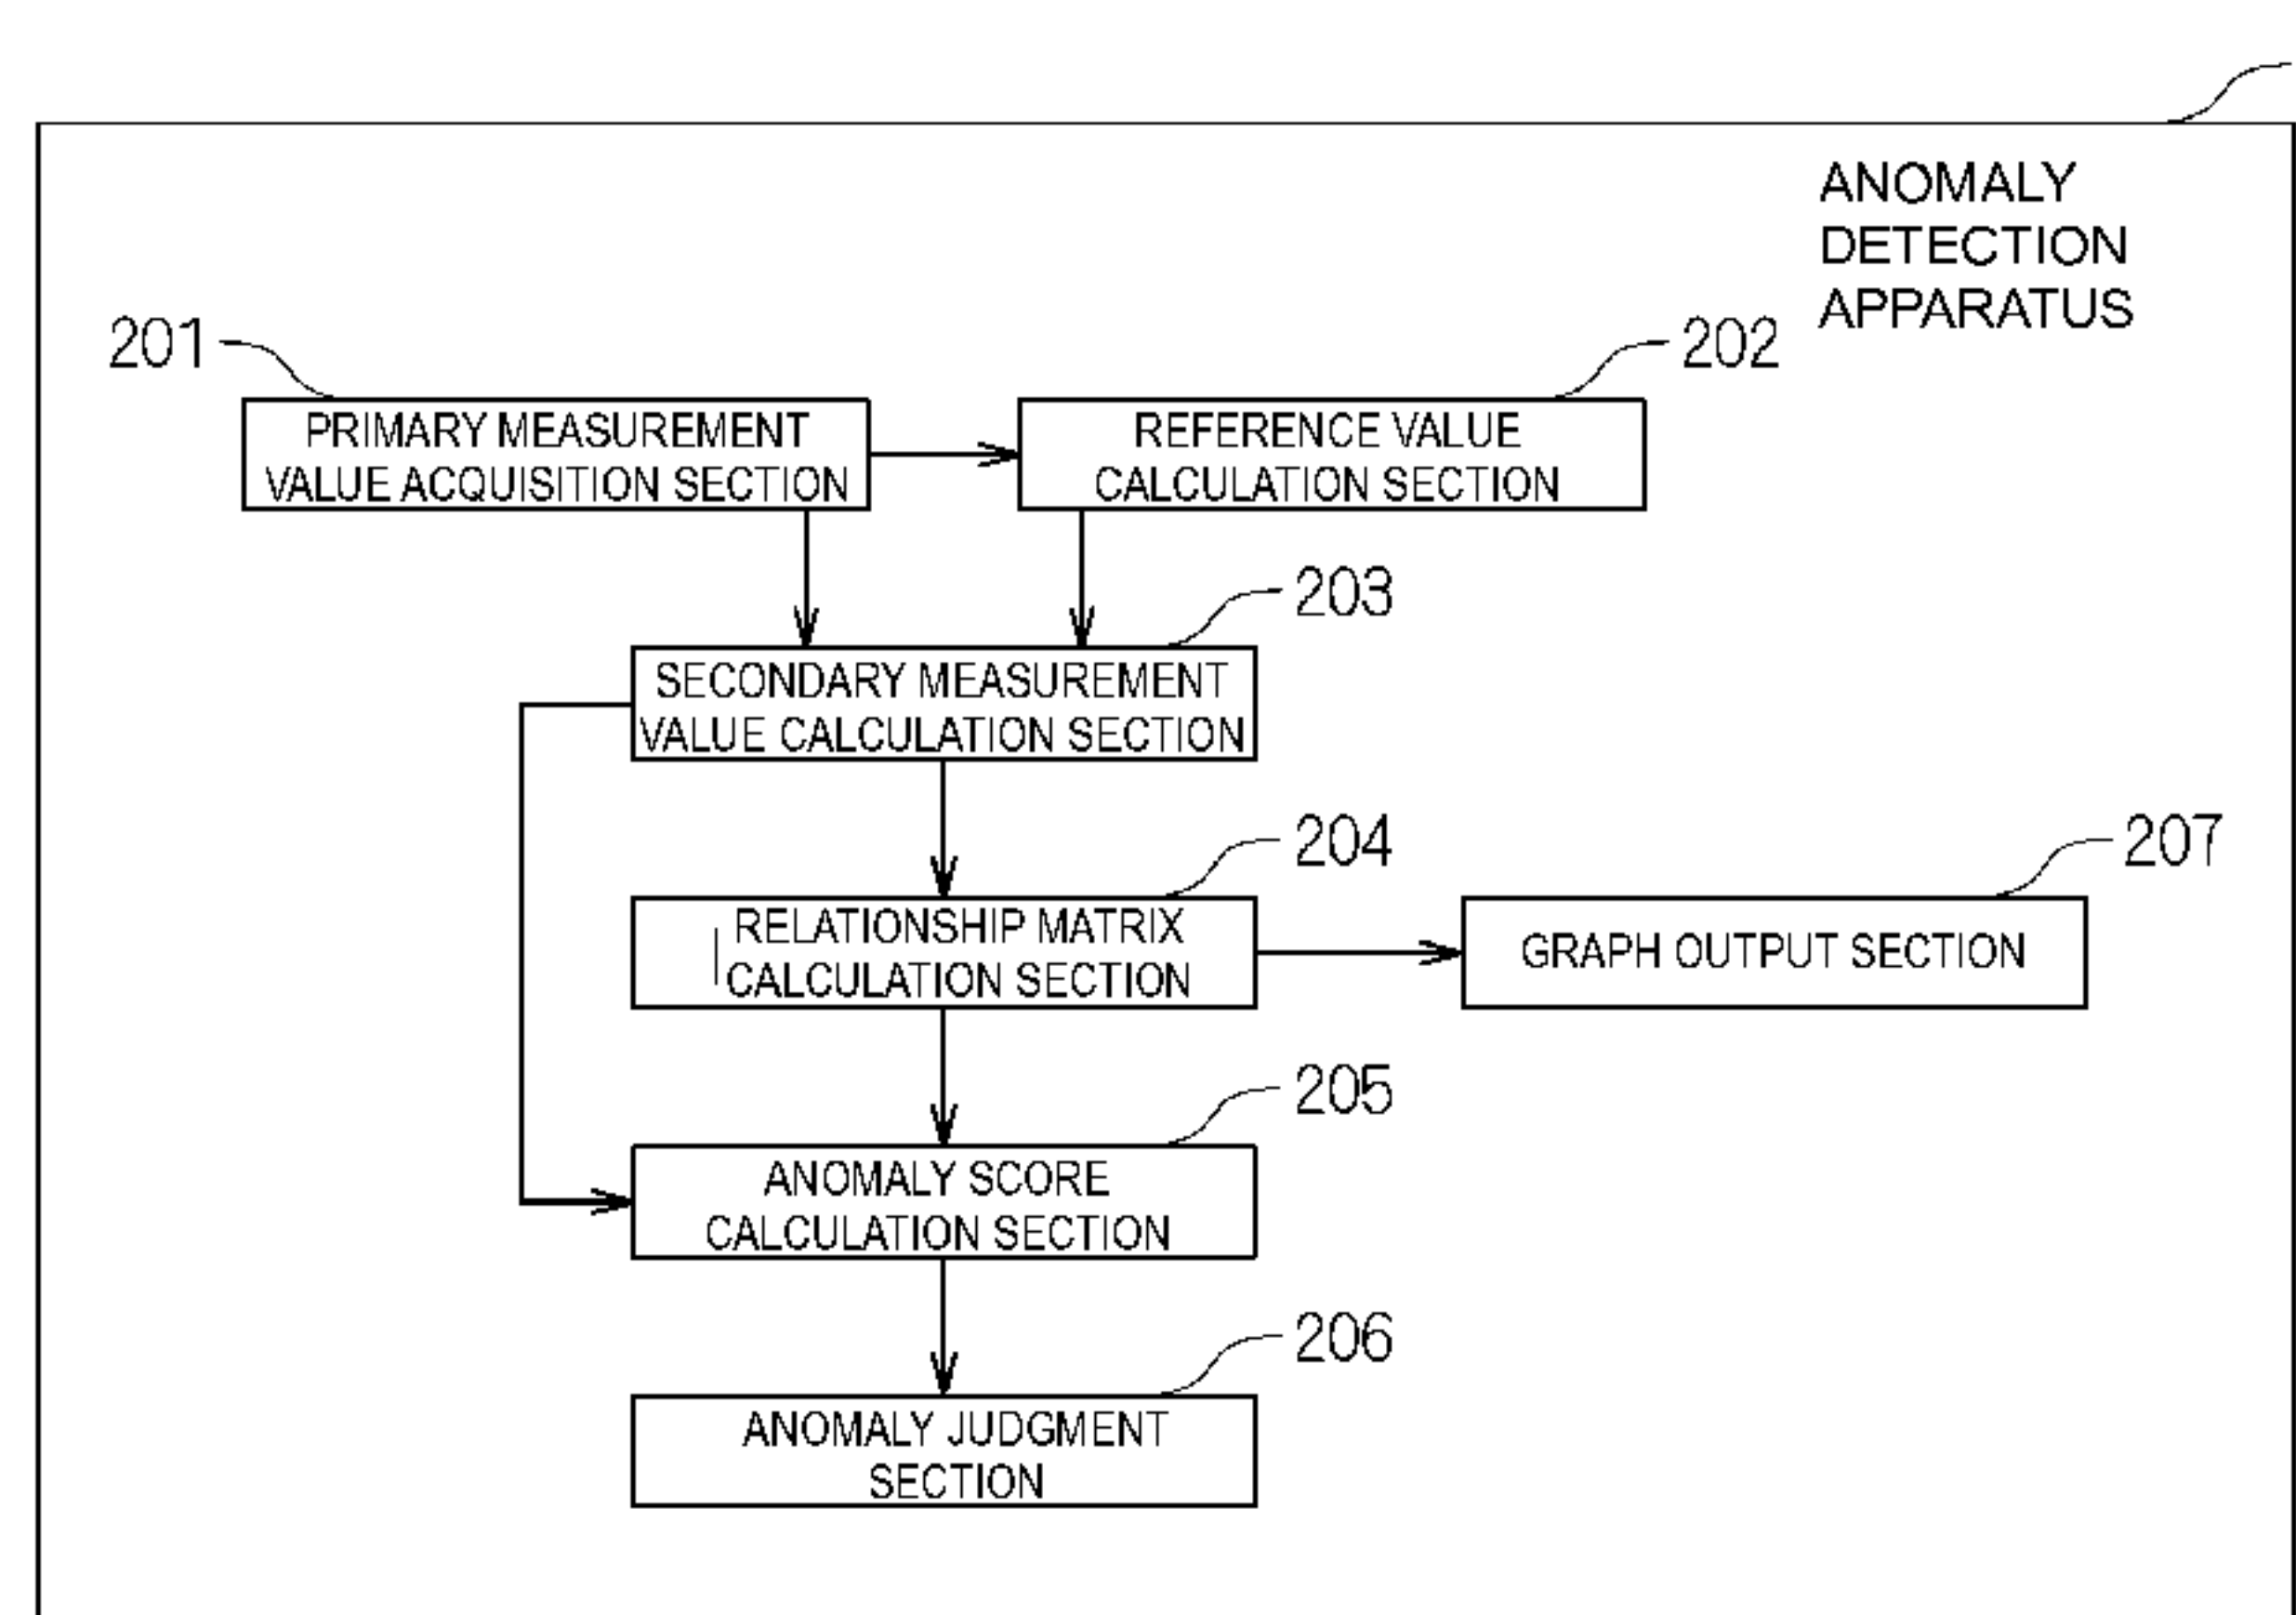 ANOMALY
DETECTION
APPARATUS
201
202
PRIMARY MEASUREMENT
VALUE ACQUISITION SECTION
REFERENCE VALUE
CALCULATION SECTION
203
SECONDARY MEASUREMENT
VALUE CALCULATION SECTION
204
207
RELATIONSHIP MATRIX
CALCULATION SECTION
GRAPH OUTPUT SECTION
205
ANOMALY SCORE
CALCULATION SECTION
206
ANOMALY JUDGMENT
SECTION